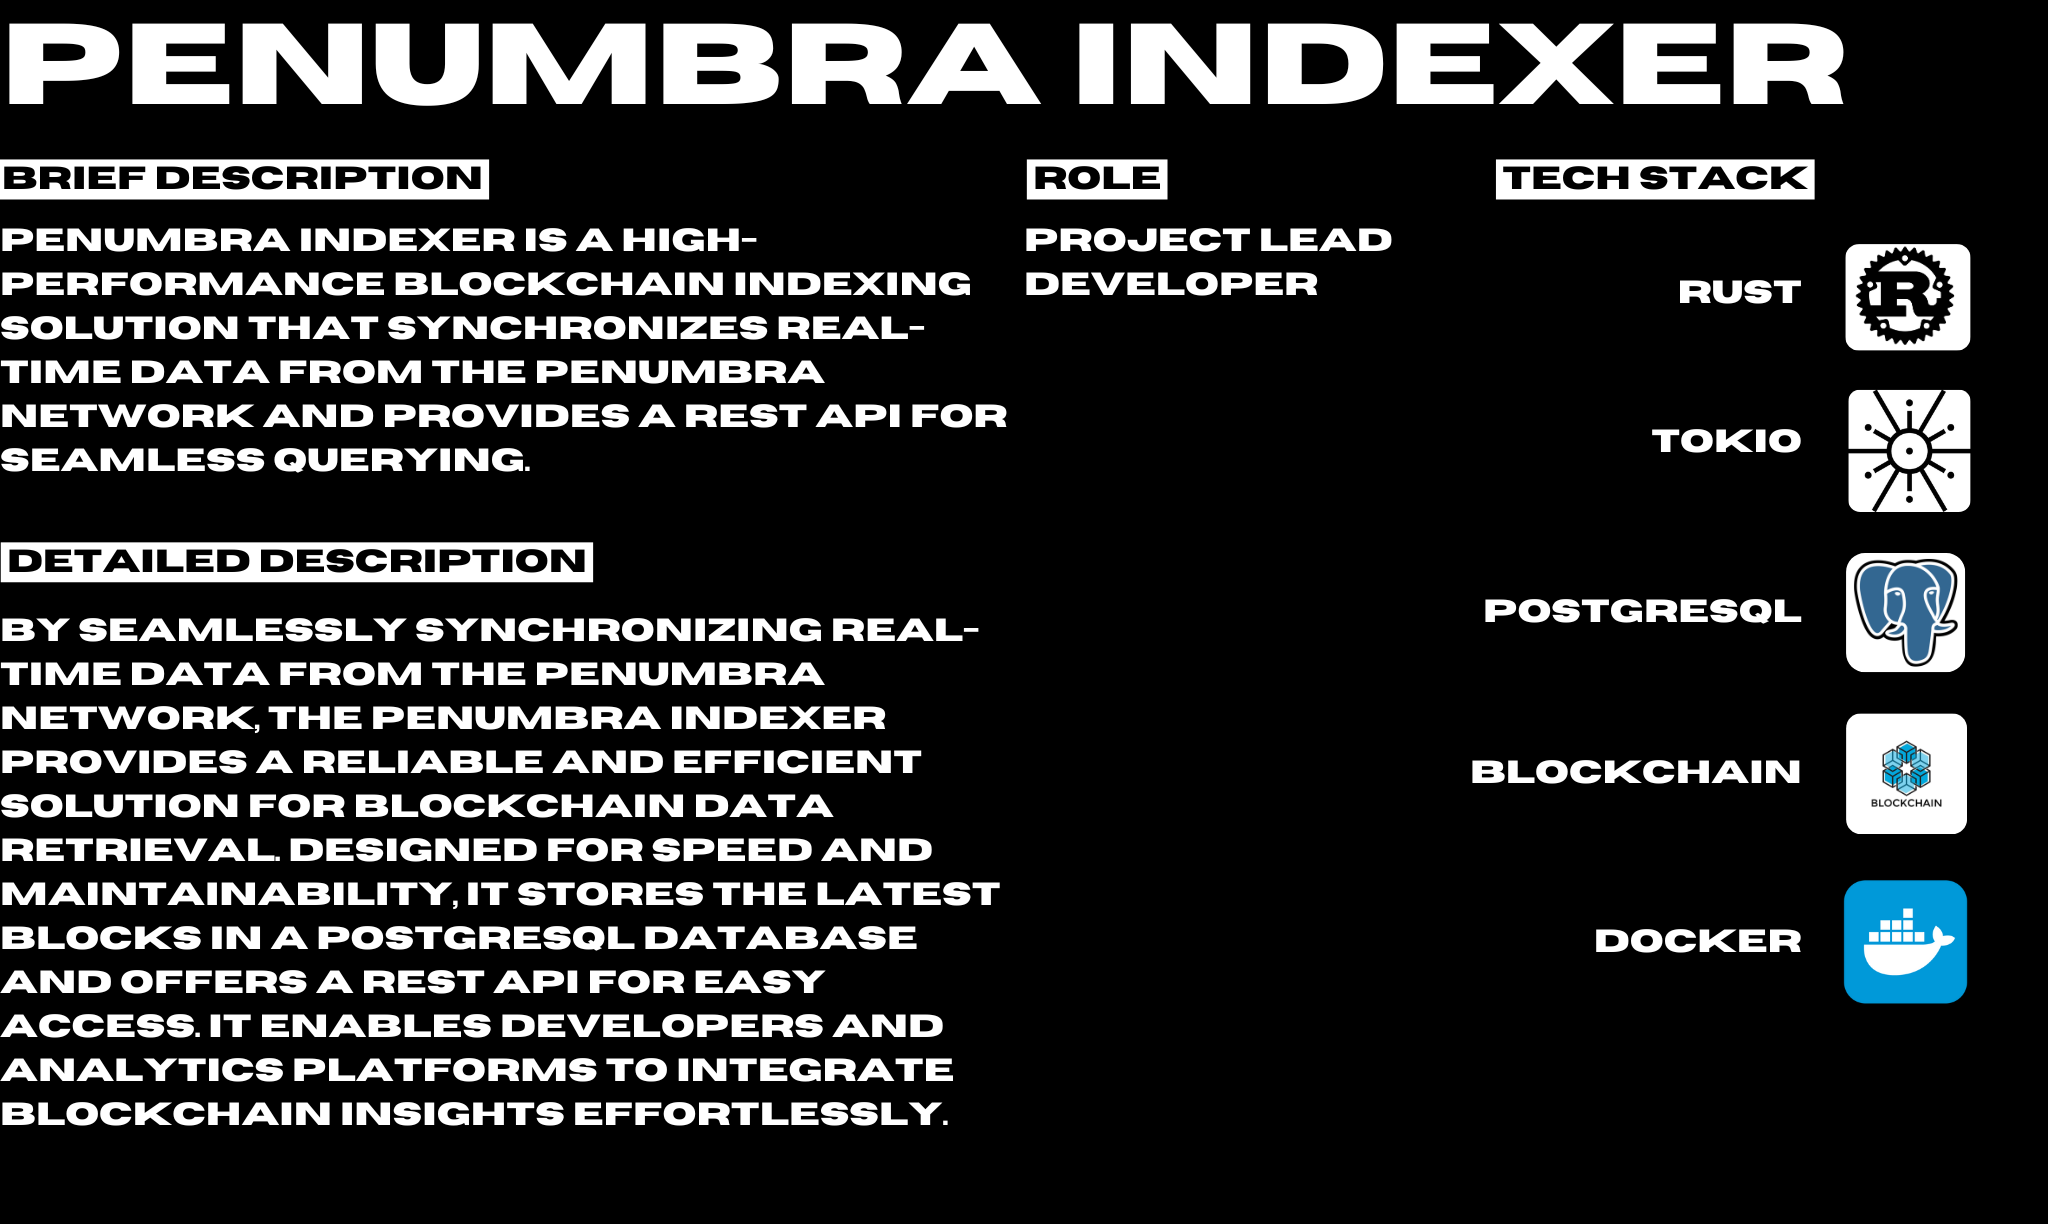 PENUMBRA INDEXER
BRIEF DESCRIPTION
PENUMBRA INDEXER IS A HIGH-
PERFORMANCE BLOCKCHAIN INDEXING
SOLUTION THAT SYNCHRONIZES REAL-
TIME DATA FROM THE PENUMBRA
NETWORK AND PROVIDES A REST API FOR
SEAMLESS QUERYING.
DETAILED DESCRIPTION
BY SEAMLESSLY SYNCHRONIZING REAL-
TIME DATA FROM THE PENUMBRA
NETWORK, THE PENUMBRA INDEXER
PROVIDES A RELIABLE AND EFFICIENT
SOLUTION FOR BLOCKCHAIN DATA
RETRIEVAL. DESIGNED FOR SPEED AND
MAINTAINABILITY, IT STORES THE LATEST
BLOCKS IN A POSTGRESQL DATABASE
AND OFFERS A REST API FOR EASY
ACCESS. IT ENABLES DEVELOPERS AND
ANALYTICS PLATFORMS TO INTEGRATE
BLOCKCHAIN INSIGHTS EFFORTLESSLY.
ROLE
PROJECT LEAD
DEVELOPER
TECH STACK
RUST
R
TOKIO
POSTGRESQL
BLOCKCHAIN
BLOCKCHAIN
DOCKER